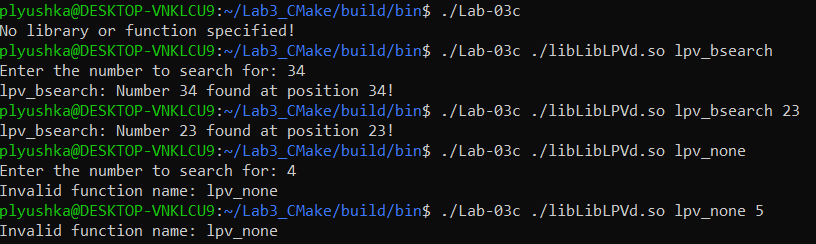 plyushka@DESKTOP-VNKLCU9:~/Lab3_CMake/build/bin$ ./Lab-03c
No library or function specified!
plyushka@DESKTOP-VNKLCU9:~/Lab3_CMake/build/bin$ ./Lab-03c ./libLibLPVd.so lpv_bsearch
Enter the number to search for: 34
lpv_bsearch: Number 34 found at position 34!
plyushka@DESKTOP-VNKLCU9:~/Lab3_CMake/build/bin$ ./Lab-03c ./libLibLPVd.so lpv_bsearch 23
lpv_bsearch: Number 23 found at position 23!
plyushka@DESKTOP-VNKLCU9:~/Lab3_CMake/build/bin$ ./Lab-03c ./libLibLPVd.so lpv_none
Enter the number to search for: 4
Invalid function name: lpv_none
plyushka@DESKTOP-VNKLCU9:~/Lab3_CMake/build/bin$ ./Lab-03c ./libLibLPVd.so lpv_none 5
Invalid function name: lpv_none